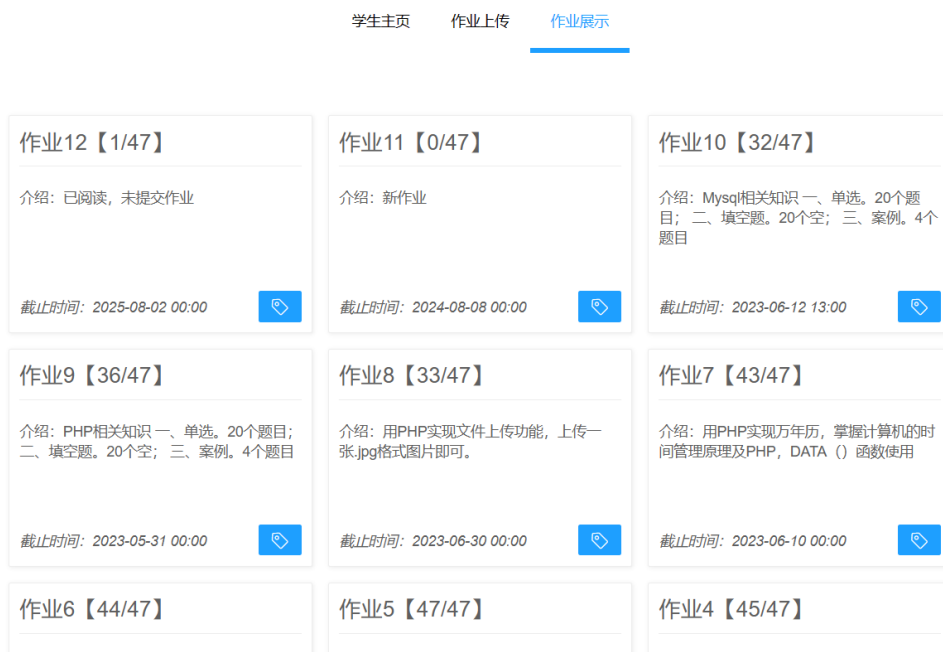 学生主页 作业上传 作业展示
作业12【1/47】
介绍：已阅读，未提交作业
截止时间：2025-08-02 00:00
作业11【0/47】
介绍：新作业
截止时间：2024-08-08 00:00
作业10【32/47】
介绍：Mysql相关知识 一、单选。20个题
目； 二、填空题。20个空； 三、案例。4个
题目
截止时间：2023-06-12 13:00
作业9【36/47】
介绍：PHP相关知识 一、单选。20个题目；
二、填空题。20个空； 三、案例。4个题目
截止时间：2023-05-31 00:00
作业8【33/47】
介绍：用PHP实现文件上传功能，上传一
张.jpg格式图片即可。
截止时间：2023-06-30 00:00
作业7【43/47】
介绍：用PHP实现万年历，掌握计算机的时
间管理原理及PHP，DATA（）函数使用
截止时间：2023-06-10 00:00
作业6【44/47】
作业5【47/47】
作业4【45/47】